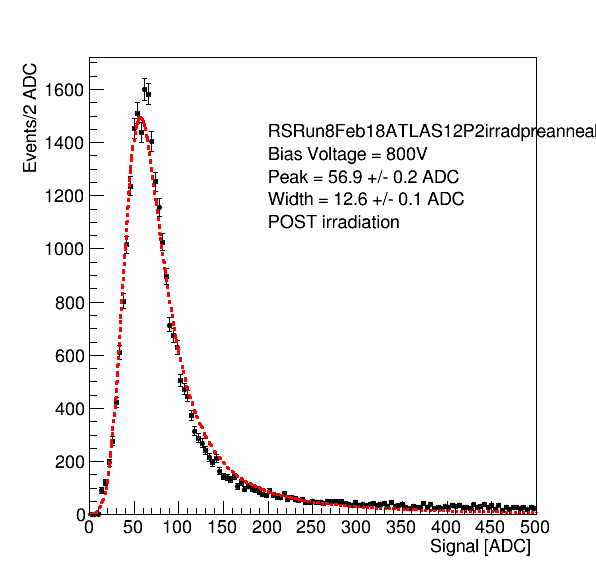 Events/2 ADC
1600
1400
1200
1000
800
600
400
200
0
RSRun8Feb18ATLAS12P2irradpreanneal
Bias Voltage = 800V
Peak = 56.9 +/- 0.2 ADC
Width = 12.6 +/- 0.1 ADC
POST irradiation
0 50 100 150 200 250 300 350 400 450 500
Signal [ADC]